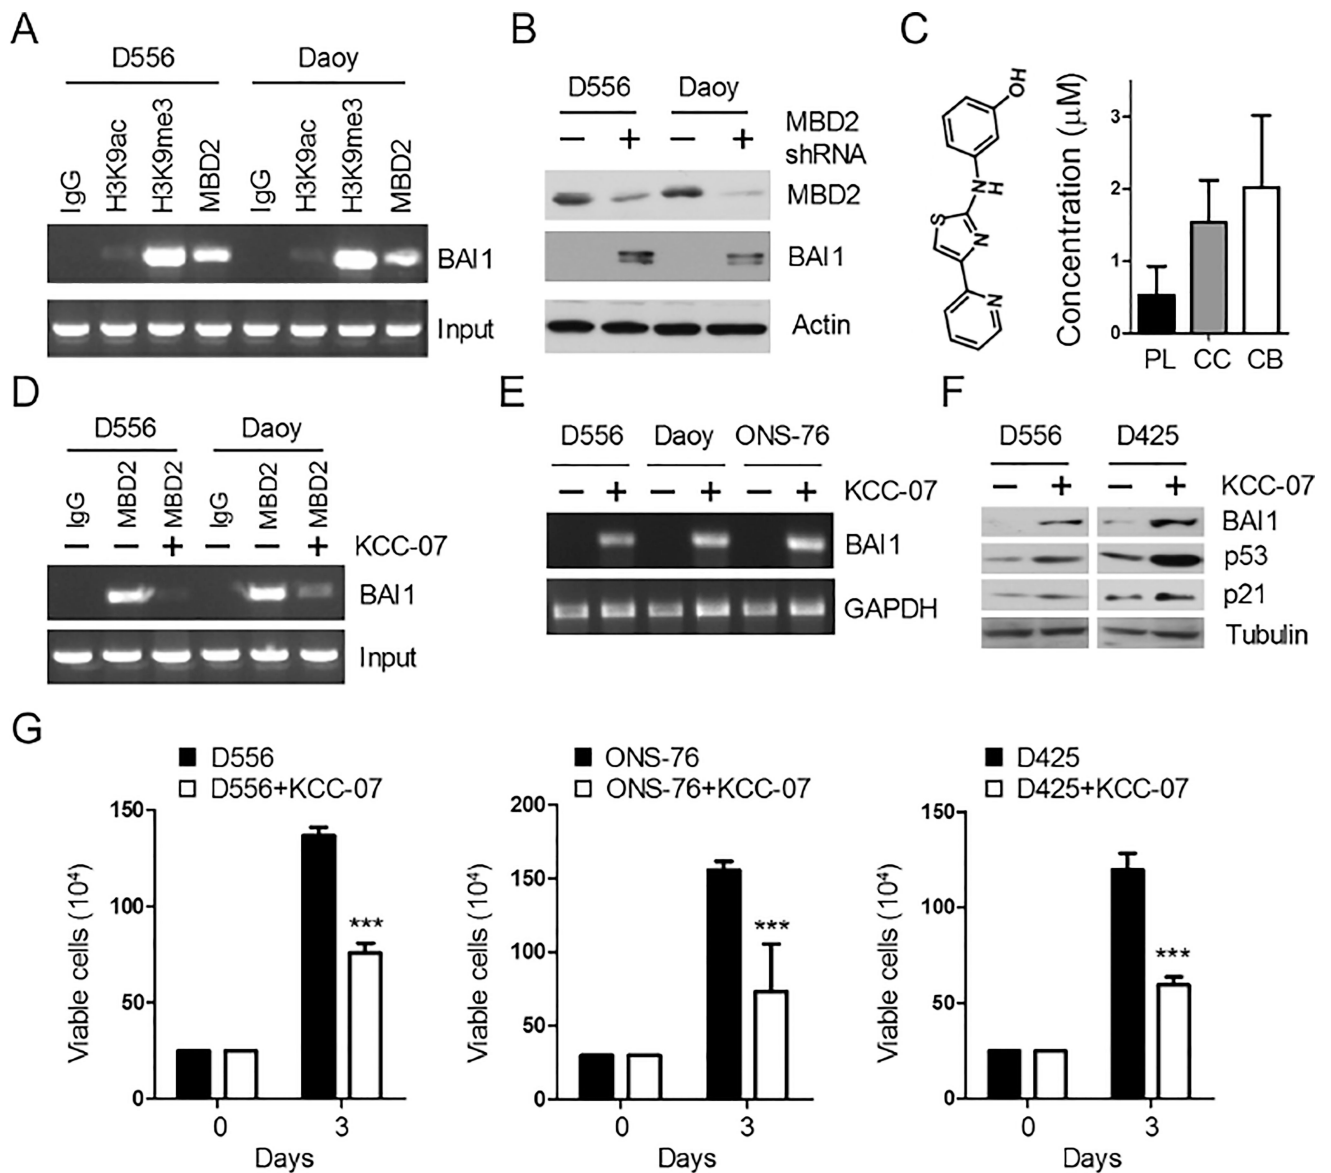 A
D556 Daoy
IgG H3K9ac H3K9me3 MBD2 IgG H3K9ac H3K9me3 MBD2
BAI1
Input
B
D556 Daoy
− + − + MBD2
shRNA
MBD2
BAI1
Actin
C
OH
N
H
S
N
N
Concentration (μM)
3
2
1
0
PL CC CB
D
D556 Daoy
IgG MBD2 MBD2 IgG MBD2 MBD2
− − + − − + KCC-07
BAI1
Input
E
D556 Daoy ONS-76
− + − + − + KCC-07
BAI1
GAPDH
F
D556 D425
− + − + KCC-07
BAI1
p53
p21
Tubulin
G
D556
D556+KCC-07
Viable cells (10⁴)
150
100
50
0
***
0 3
Days
ONS-76
ONS-76+KCC-07
Viable cells (10⁴)
200
150
100
50
0
***
0 3
Days
D425
D425+KCC-07
Viable cells (10⁴)
150
100
50
0
***
0 3
Days